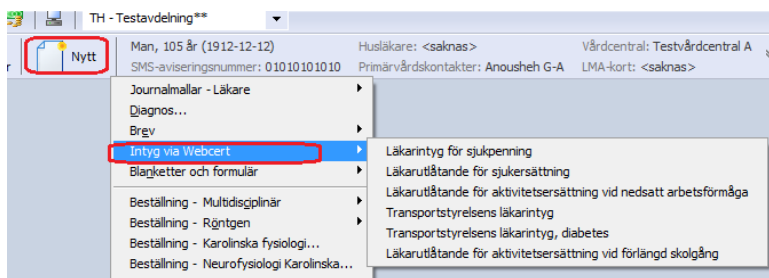 TH - Testavdelning**
Nytt
Man, 105 år (1912-12-12)
Husläkare: <saknas>
Vårdcentral: Testvårdcentral A
SMS-aviseringsnummer: 01010101010
Primärvårdskontakter: Anousheh G-A
LMA-kort: <saknas>
Journalmallar - Läkare
Diagnos...
Brev
Intyg via Webcert
Blanketter och formulär
Beställning - Multidisciplinär
Beställning - Röntgen
Beställning - Karolinska fysiologi...
Beställning - Neurofysiologi Karolinska...
Läkarintyg för sjukpenning
Läkarutlåtande för sjukersättning
Läkarutlåtande för aktivitetsersättning vid nedsatt arbetsförmåga
Transportstyrelsens läkarintyg
Transportstyrelsens läkarintyg, diabetes
Läkarutlåtande för aktivitetsersättning vid förlängd skolgång